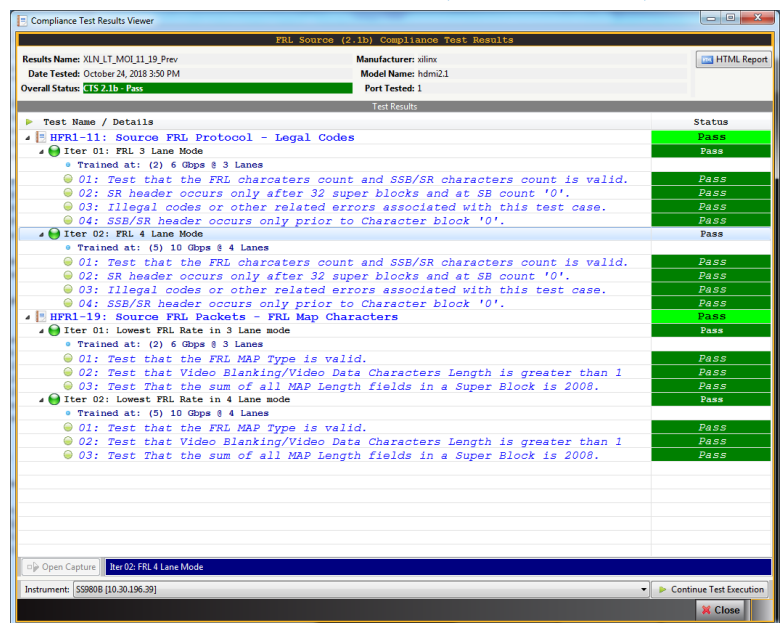 Compliance Test Results Viewer
FRL Source (2.1b) Compliance Test Results
Results Name: XLN_LT_MOI_11_19_Prev
Manufacturer: xilinx
HTML Report
Date Tested: October 24, 2018 3:50 PM
Model Name: hdmi2.1
Overall Status: CTS 2.1b - Pass
Port Tested: 1
Test Results
Test Name / Details Status
HFR1-11: Source FRL Protocol - Legal Codes Pass
Iter 01: FRL 3 Lane Mode Pass
Trained at: (2) 6 Gbps @ 3 Lanes
01: Test that the FRL charcaters count and SSB/SR characters count is valid. Pass
02: SR header occurs only after 32 super blocks and at SB count '0'. Pass
03: Illegal codes or other related errors associated with this test case. Pass
04: SSB/SR header occurs only prior to Character block '0'. Pass
Iter 02: FRL 4 Lane Mode Pass
Trained at: (5) 10 Gbps @ 4 Lanes
01: Test that the FRL charcaters count and SSB/SR characters count is valid. Pass
02: SR header occurs only after 32 super blocks and at SB count '0'. Pass
03: Illegal codes or other related errors associated with this test case. Pass
04: SSB/SR header occurs only prior to Character block '0'. Pass
HFR1-19: Source FRL Packets - FRL Map Characters Pass
Iter 01: Lowest FRL Rate in 3 Lane mode Pass
Trained at: (2) 6 Gbps @ 3 Lanes
01: Test that the FRL MAP Type is valid. Pass
02: Test that Video Blanking/Video Data Characters Length is greater than 1 Pass
03: Test That the sum of all MAP Length fields in a Super Block is 2008. Pass
Iter 02: Lowest FRL Rate in 4 Lane mode Pass
Trained at: (5) 10 Gbps @ 4 Lanes
01: Test that the FRL MAP Type is valid. Pass
02: Test that Video Blanking/Video Data Characters Length is greater than 1 Pass
03: Test That the sum of all MAP Length fields in a Super Block is 2008. Pass
Open Capture Iter 02: FRL 4 Lane Mode
Instrument: SS980B [10.30.196.39] Continue Test Execution
Close